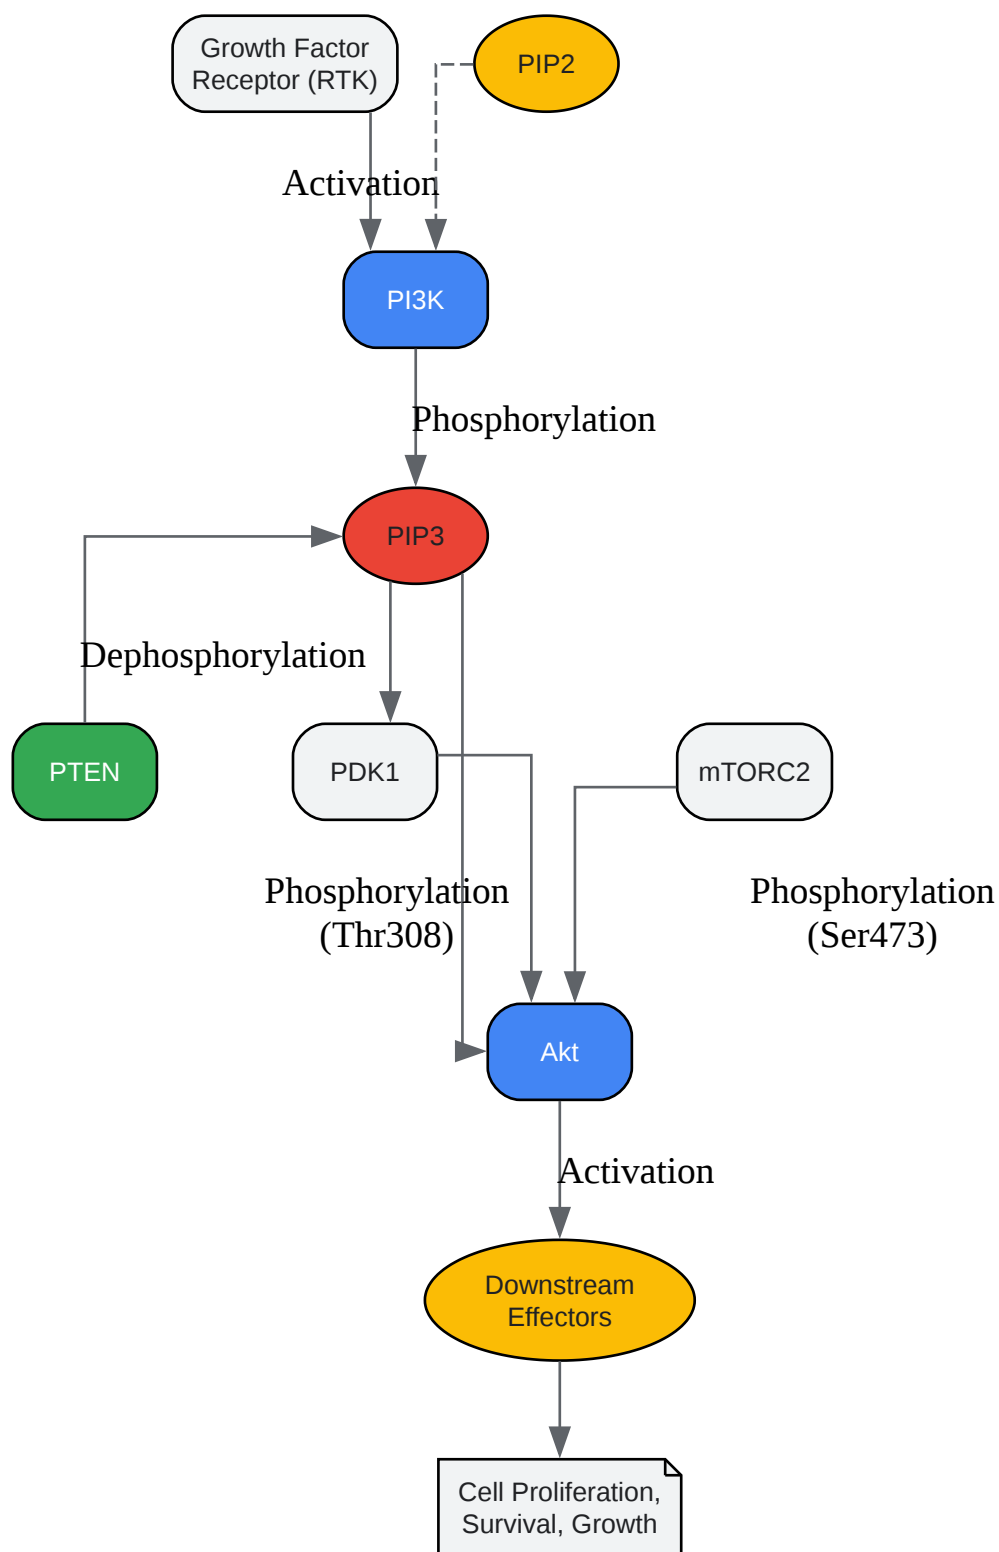 Growth Factor
Receptor (RTK)
PIP2
Activation
PI3K
Phosphorylation
PIP3
Dephosphorylation
PTEN
PDK1
mTORC2
Phosphorylation
(Thr308)
Phosphorylation
(Ser473)
Akt
Activation
Downstream
Effectors
Cell Proliferation,
Survival, Growth